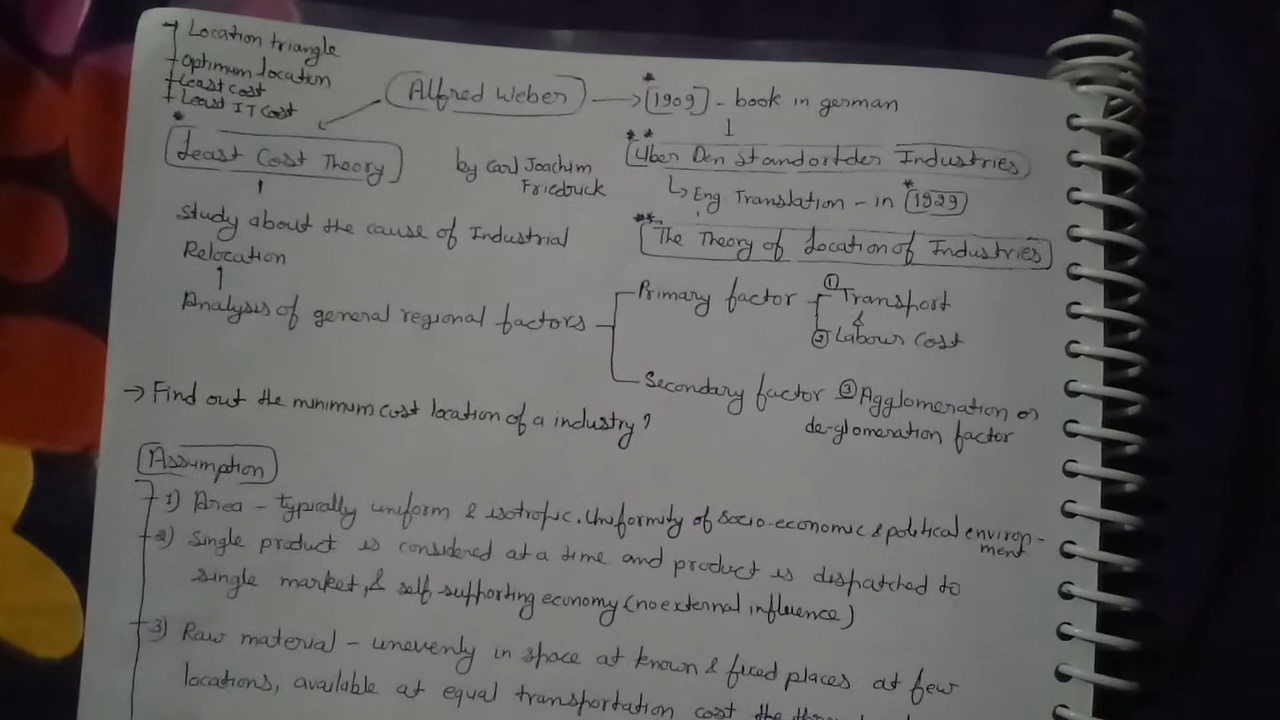 Location triangle
Optimum location
Least cost
Least IT Cost
Alfred Weber → [1909] - book in german
Least Cost Theory
by Carl Joachim
Friedrick
Uber Den Standortder Industries
↳ Eng Translation - in 1929
The Theory of Location of Industries
Study about the cause of Industrial
Relocation
Analysis of general regional factors
Primary factor ① Transport
&
② Labour Cost
Secondary factor ③ Agglomeration or
de-glomeration factor
→ Find out the minimum cost location of a industry?
Assumption
1) Area - typically uniform & isotropic. Uniformity of Socio-economic & political environ-
ment
2) Single product is considered at a time and product is dispatched to
single market, & self supporting economy (no external influence)
3) Raw material - unevenly in space at known & fixed places at few
locations, available at equal transportation cost the